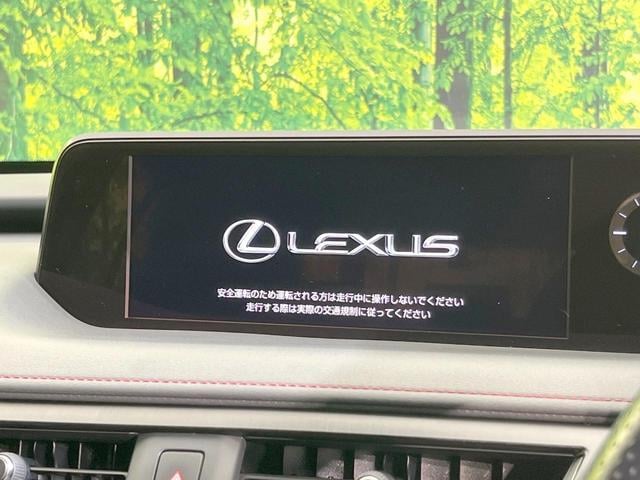 LEXUS
安全運転のため運転される方は走行中に操作しないでください
走行する際は実際の交通規制に従ってください